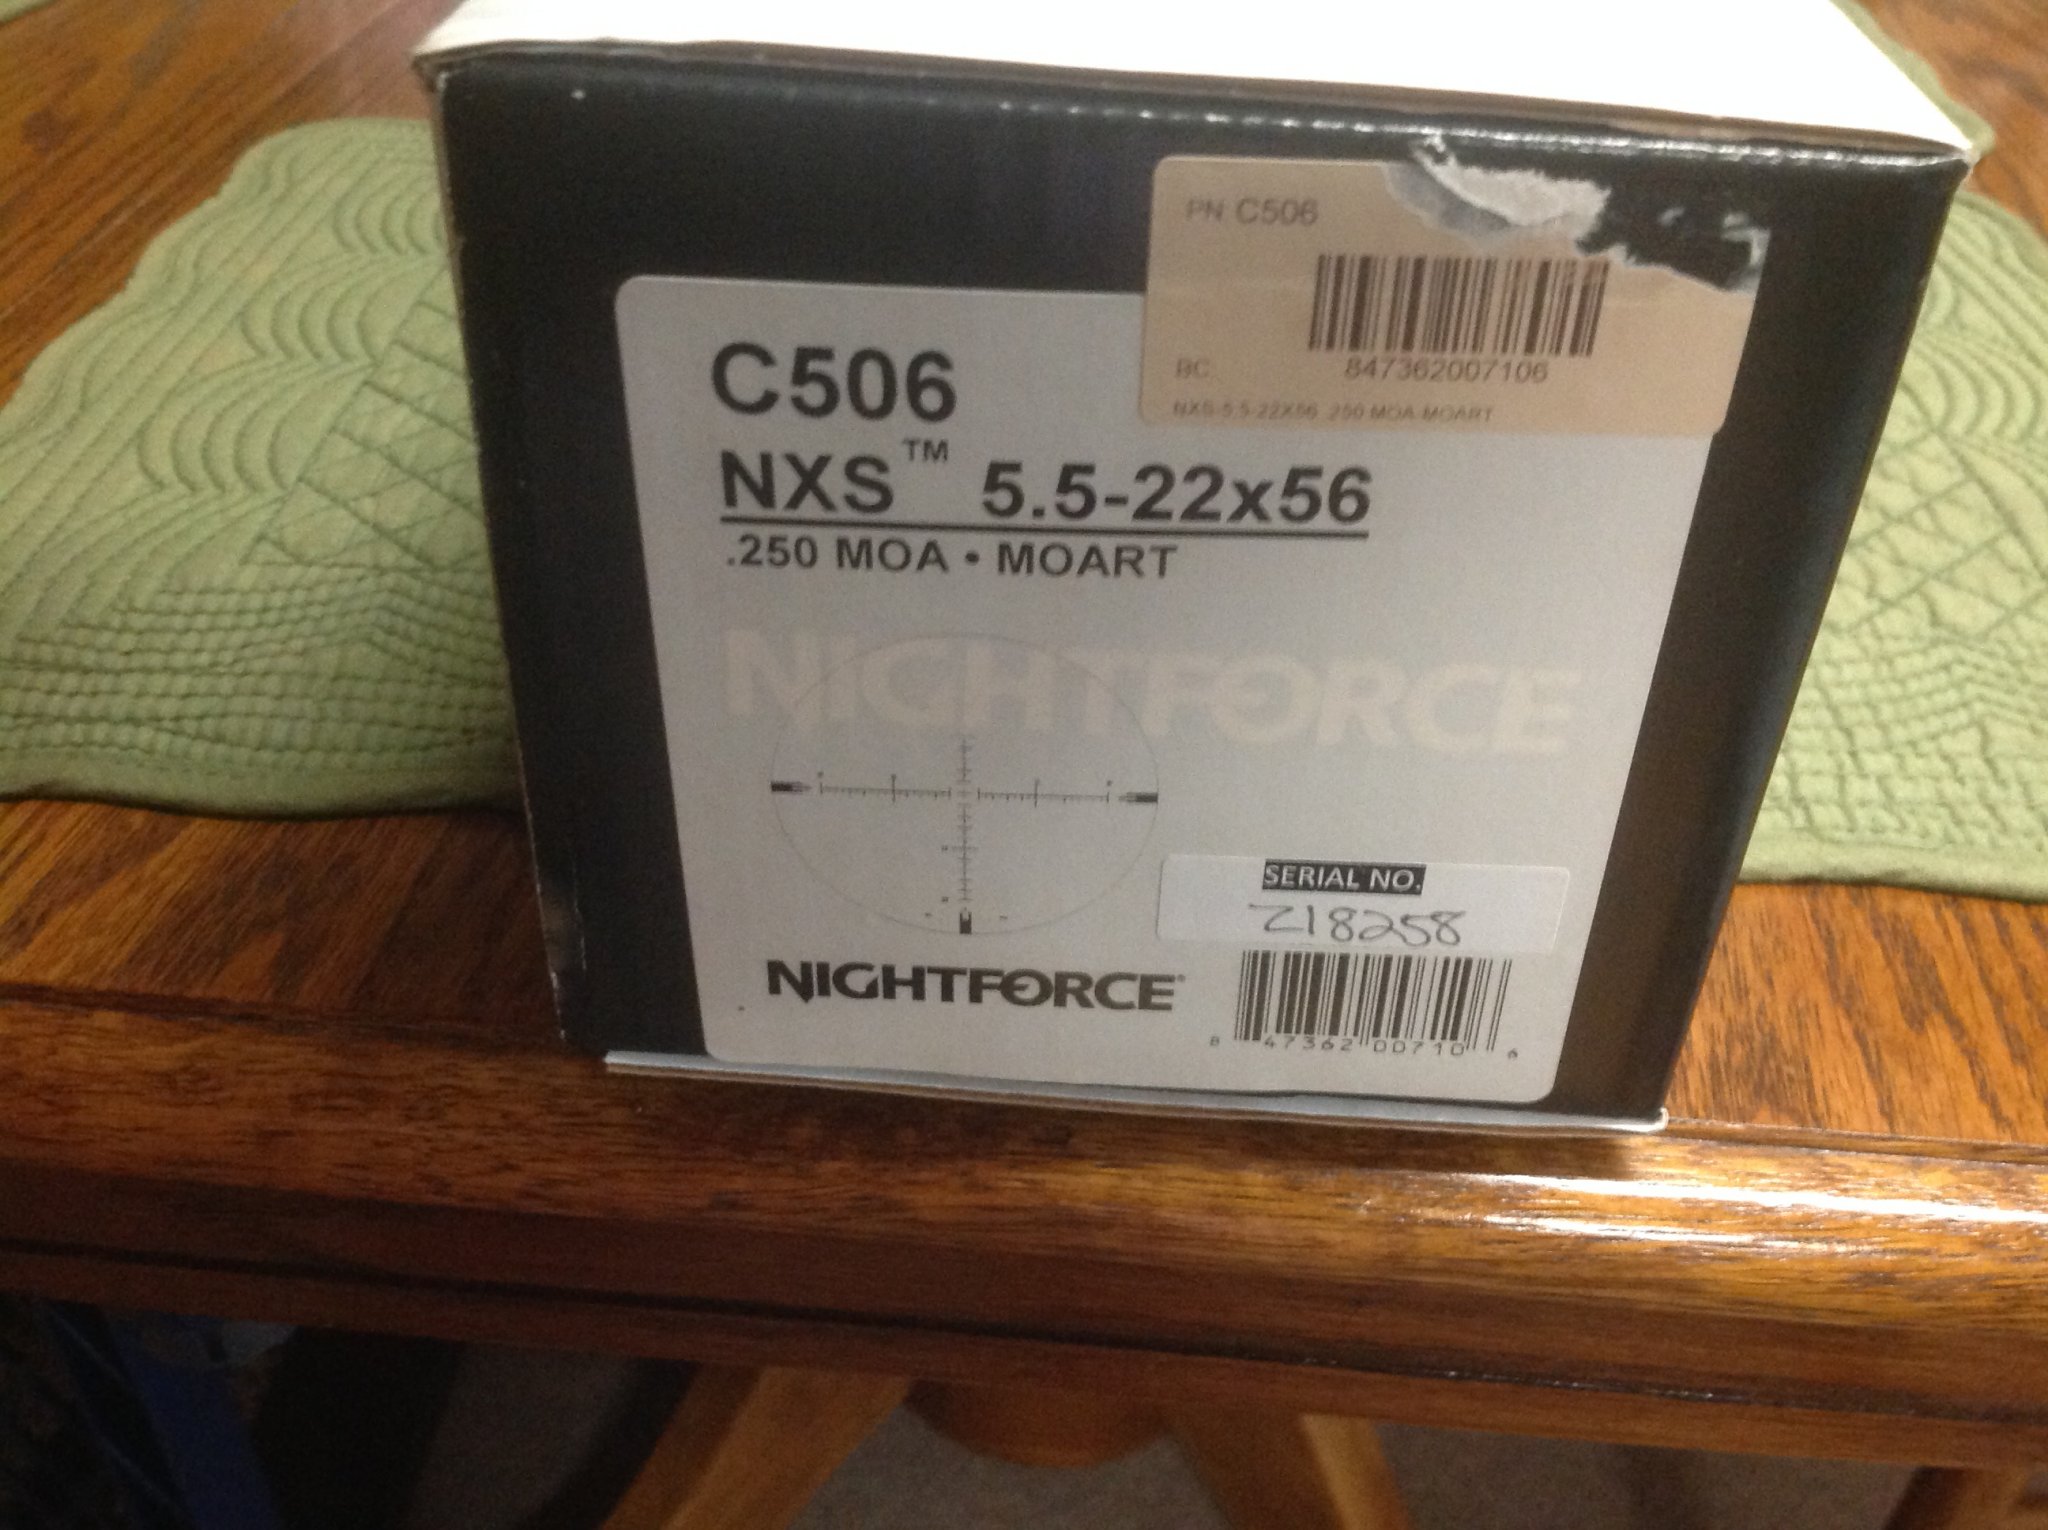 PN C506
BC
847362007106
NXS-5.5-22X56 .250 MOA-MOART
C506
NXS™ 5.5-22x56
.250 MOA • MOART
NIGHTFORCE
SERIAL NO.
Z18258
NIGHTFORCE®
8 47362 00710 6